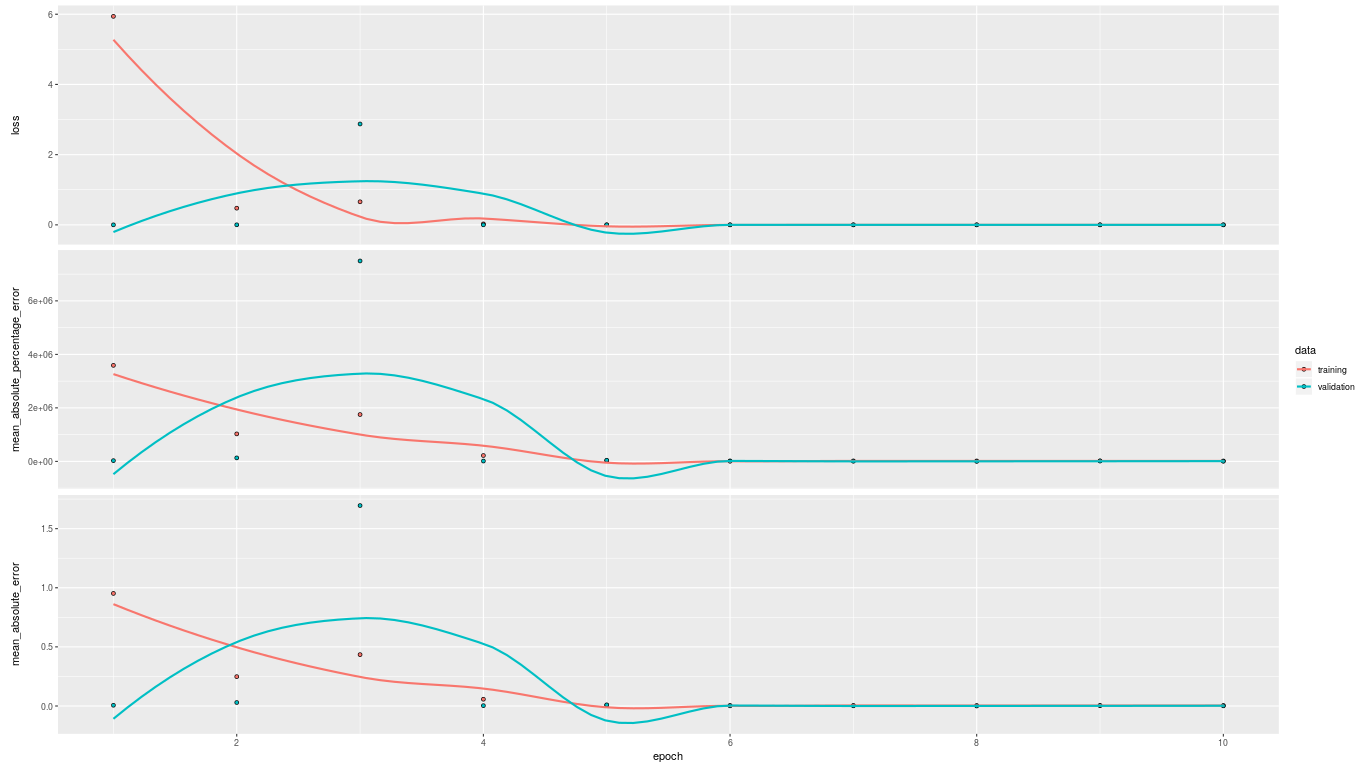 6
4
2
0
loss
6e+06
4e+06
2e+06
0e+00
mean_absolute_percentage_error
1.5
1.0
0.5
0.0
mean_absolute_error
2
4
6
8
10
epoch
data
training
validation